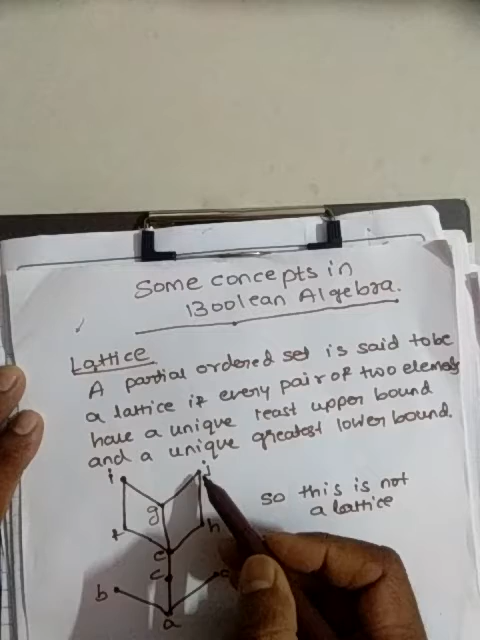 Some concepts in
Boolean Algebra.
Lattice
A partial ordered set is said to be
a lattice if every pair of two elements
have a unique least upper bound
and a unique greatest lower bound.
i
j
g
so this is not
a lattice
f
h
e
c
b
a